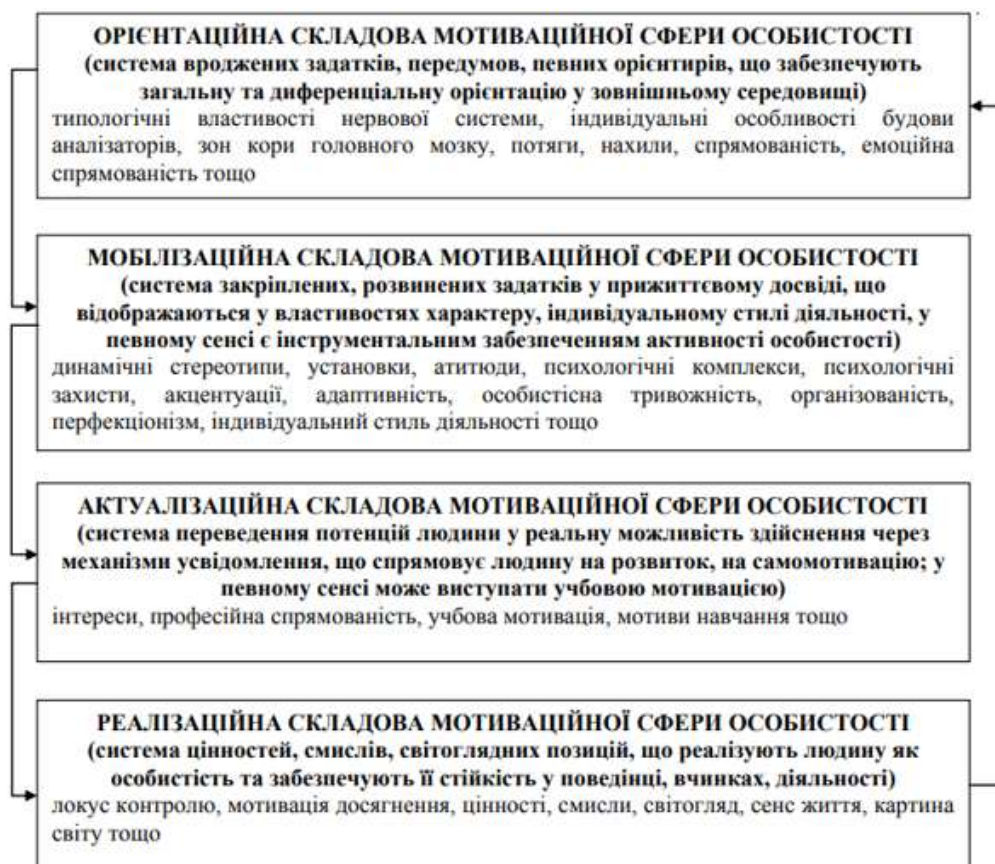 ОРІЄНТАЦІЙНА СКЛАДОВА МОТИВАЦІЙНОЇ СФЕРИ ОСОБИСТОСТІ
(система вроджених задатків, передумов, певних орієнтирів, що забезпечують
загальну та диференціальну орієнтацію у зовнішньому середовищі)
типологічні властивості нервової системи, індивідуальні особливості будови
аналізаторів, зон кори головного мозку, потяги, нахили, спрямованість, емоційна
спрямованість тощо
МОБІЛІЗАЦІЙНА СКЛАДОВА МОТИВАЦІЙНОЇ СФЕРИ ОСОБИСТОСТІ
(система закріплених, розвинених задатків у прижиттєвому досвіді, що
відображаються у властивостях характеру, індивідуальному стилі діяльності, у
певному сенсі є інструментальним забезпеченням активності особистості)
динамічні стереотипи, установки, атитюди, психологічні комплекси, психологічні
захисти, акцентуації, адаптивність, особистісна тривожність, організованість,
перфекціонізм, індивідуальний стиль діяльності тощо
АКТУАЛІЗАЦІЙНА СКЛАДОВА МОТИВАЦІЙНОЇ СФЕРИ ОСОБИСТОСТІ
(система переведення потенцій людини у реальну можливість здійснення через
механізми усвідомлення, що спрямовує людину на розвиток, на самомотивацію; у
певному сенсі може виступати учбовою мотивацією)
інтереси, професійна спрямованість, учбова мотивація, мотиви навчання тощо
РЕАЛІЗАЦІЙНА СКЛАДОВА МОТИВАЦІЙНОЇ СФЕРИ ОСОБИСТОСТІ
(система цінностей, смислів, світоглядних позицій, що реалізують людину як
особистість та забезпечують її стійкість у поведінці, вчинках, діяльності)
локус контролю, мотивація досягнення, цінності, смисли, світогляд, сенс життя, картина
світу тощо